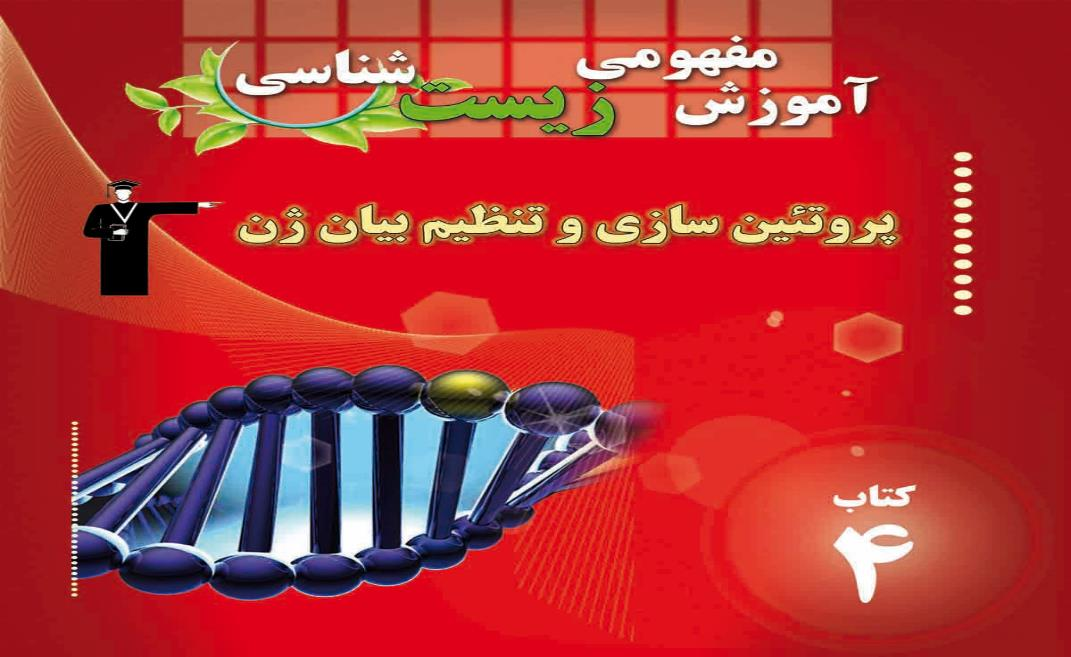 آموزش مفهومی
زیست شناسی
پروتئین سازی و تنظیم بیان ژن
کتاب
۴